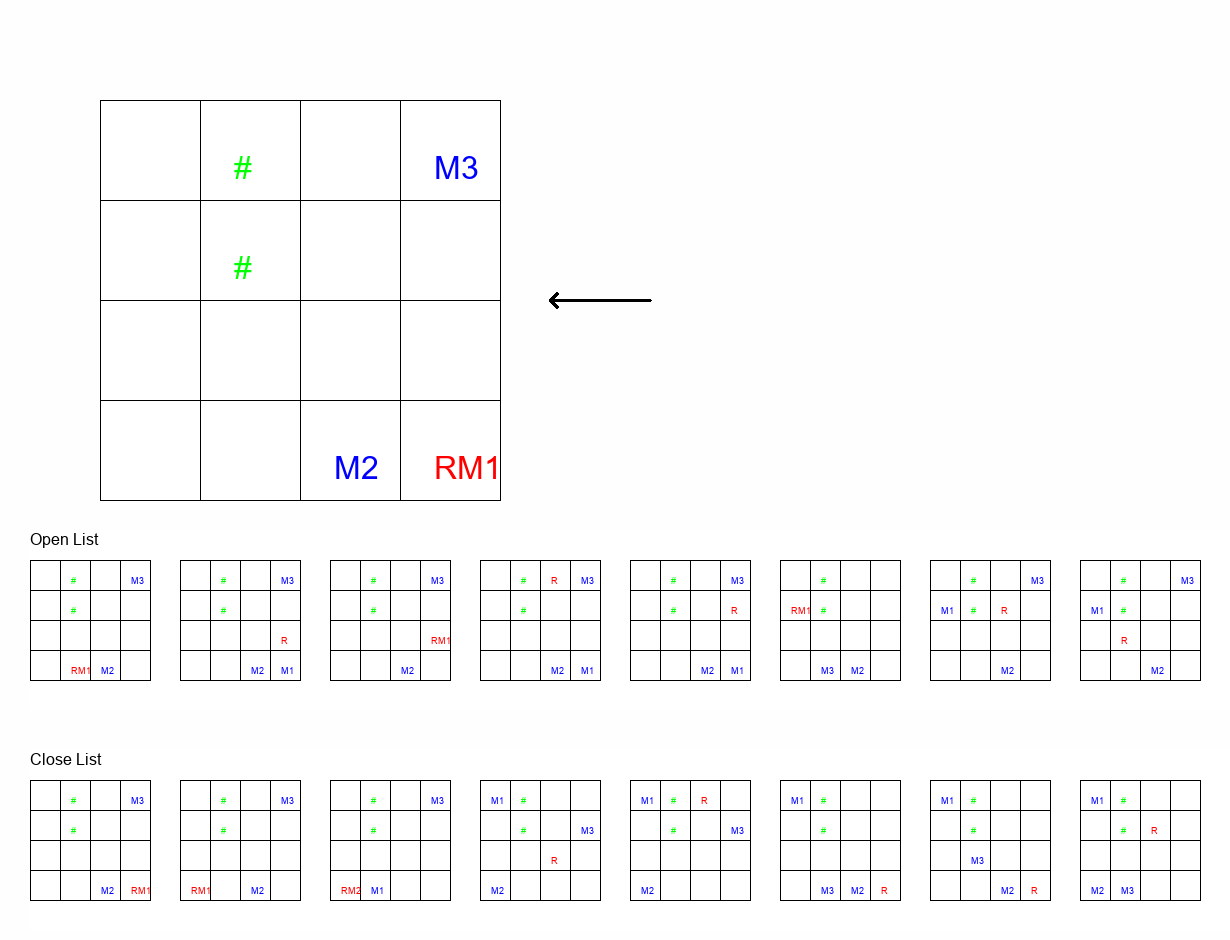 # M3
#
M2 RM1
Open List
# M3 # M3 # M3 # R M3 # M3 # # M3 # M3
# # # # # R RM1 # M1 # R M1 #
R RM1 R
RM1 M2 M2 M1 M2 M2 M1 M2 M1 M3 M2 M2 M2
Close List
# M3 # M3 # M3 M1 # M1 # R M1 # M1 # M1 #
# # # # M3 # M3 # # # R
R M3
M2 RM1 RM1 M2 RM2 M1 M2 M2 M3 M2 R M2 R M2 M3